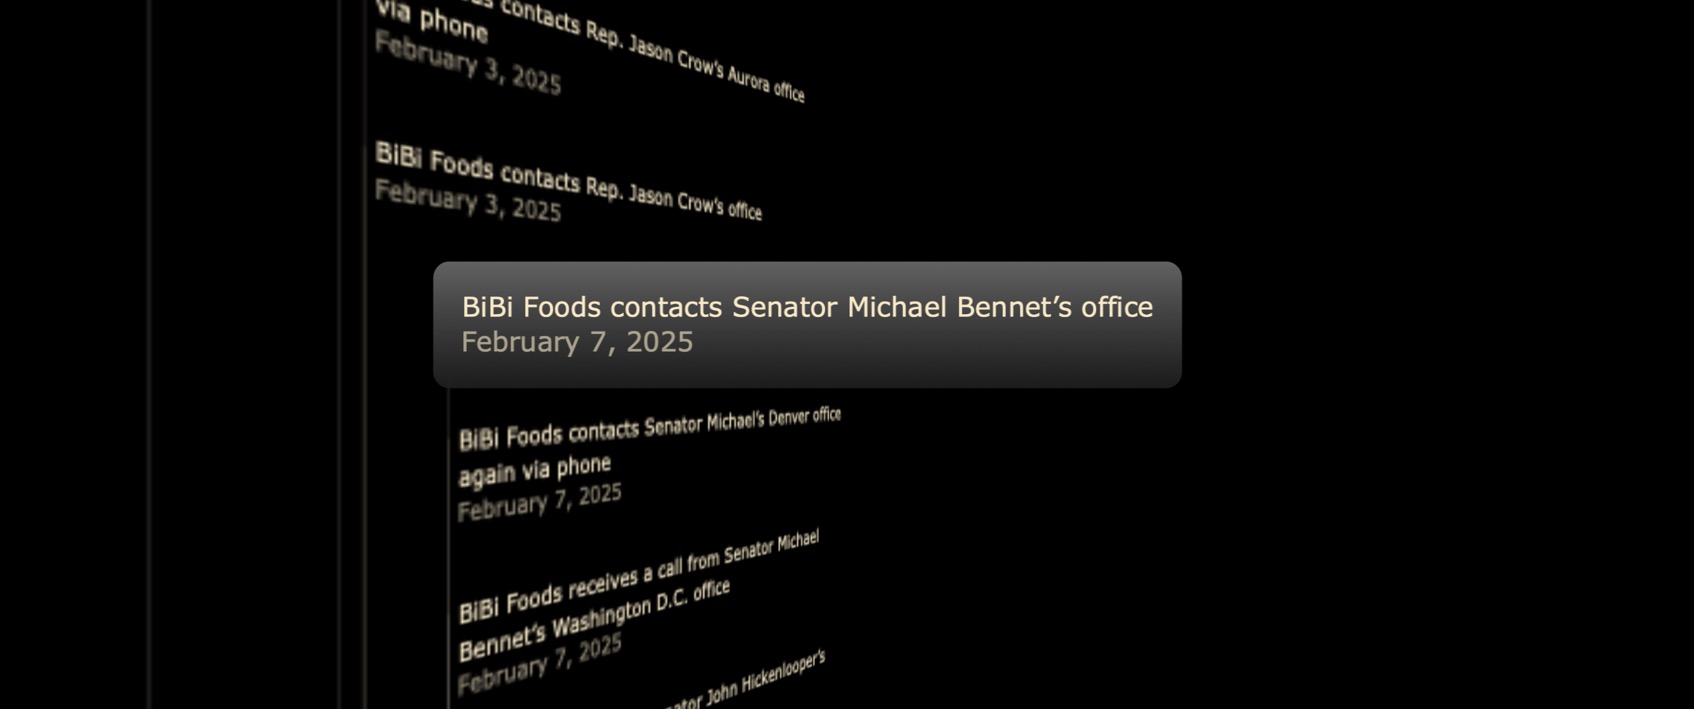 contacts Rep. Jason Crow's Aurora office
via phone
February 3, 2025
BiBi Foods contacts Rep. Jason Crow's office
February 3, 2025
BiBi Foods contacts Senator Michael Bennet’s office
February 7, 2025
BiBi Foods contacts Senator Michael's Denver office
again via phone
February 7, 2025
BiBi Foods receives a call from Senator Michael
Bennet's Washington D.C. office
February 7, 2025
John Hickenlooper's